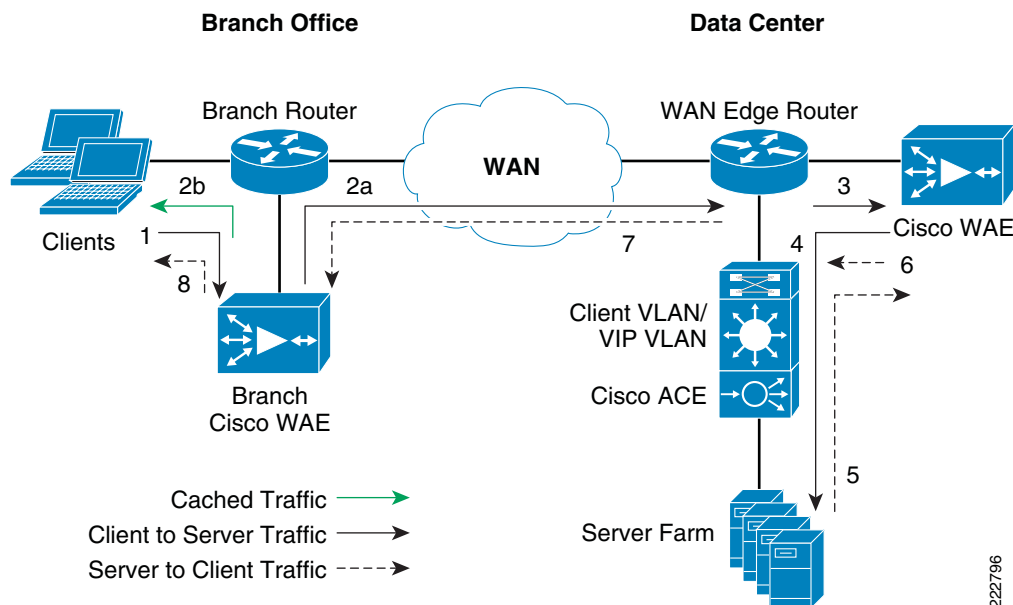 Branch Office
Data Center
Branch Router
WAN Edge Router
WAN
2b
2a
3
Clients
1
7
4
Cisco WAE
6
8
Client VLAN/
VIP VLAN
Branch
Cisco WAE
Cisco ACE
5
Cached Traffic
Client to Server Traffic
Server to Client Traffic
Server Farm
222796